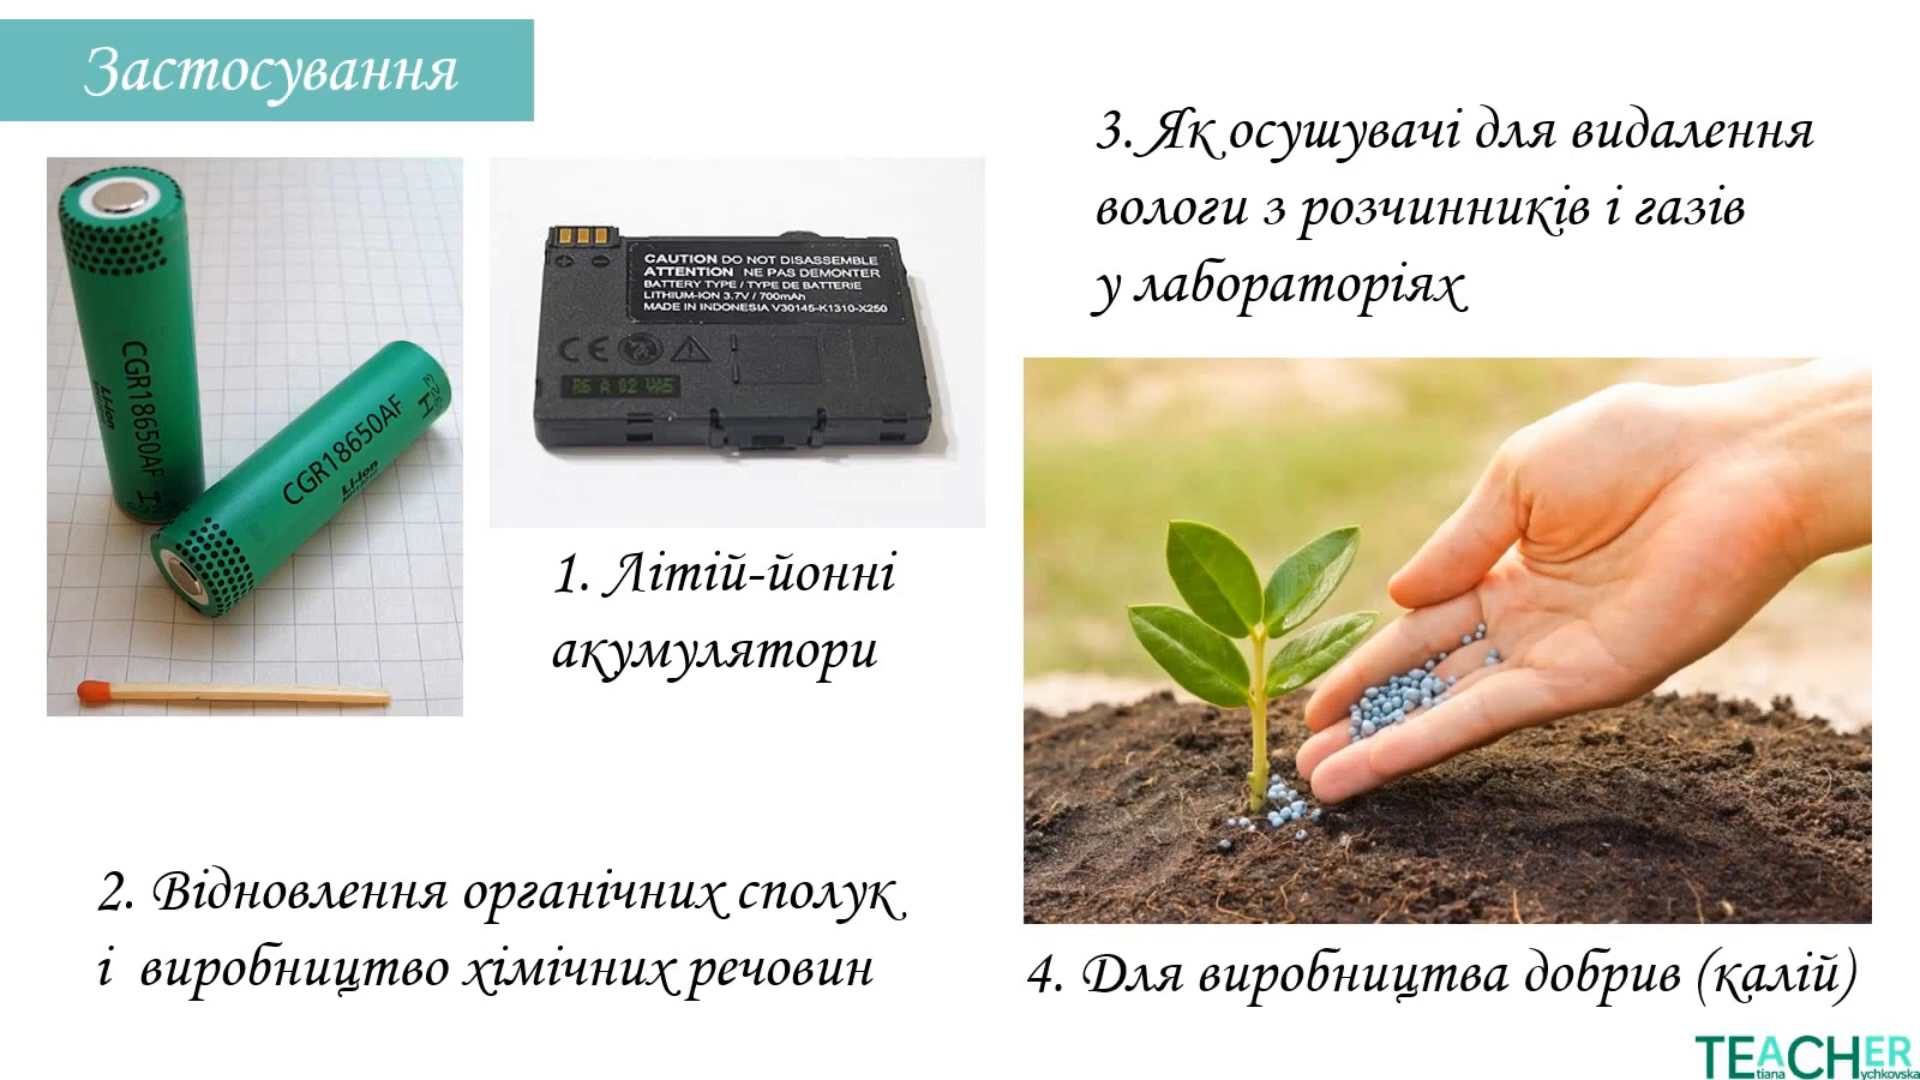 Застосування
CGR18650AF
Li-Ion
CGR18650AF
Li-Ion
CAUTION DO NOT DISASSEMBLE
ATTENTION NE PAS DEMONTER
BATTERY TYPE / TYPE DE BATTERIE
LITHIUM-ION 3.7V / 700mAh
MADE IN INDONESIA V30145-K1310-X250
CE
1. Літій-йонні
акумулятори
2. Відновлення органічних сполук
і виробництво хімічних речовин
3. Як осушувачі для видалення
вологи з розчинників і газів
у лабораторіях
4. Для виробництва добрив (калій)
TEACHER
tiana ychkovska